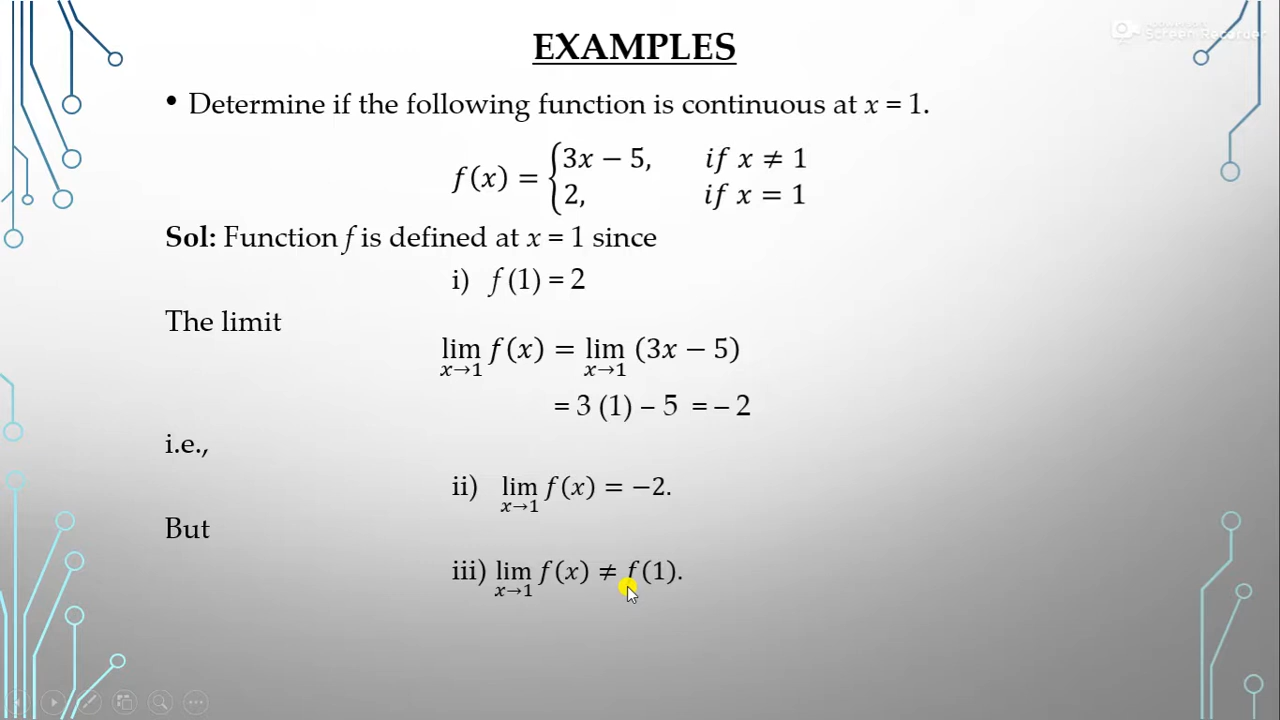 EXAMPLES
• Determine if the following function is continuous at x = 1.
f(x) = {3x − 5, if x ≠ 1
2, if x = 1
Sol: Function f is defined at x = 1 since
i) f (1) = 2
The limit
lim x→1 f(x) = lim x→1 (3x − 5)
= 3 (1) – 5 = – 2
i.e.,
ii) lim x→1 f(x) = −2.
But
iii) lim x→1 f(x) ≠ f(1).
Screen Recorder